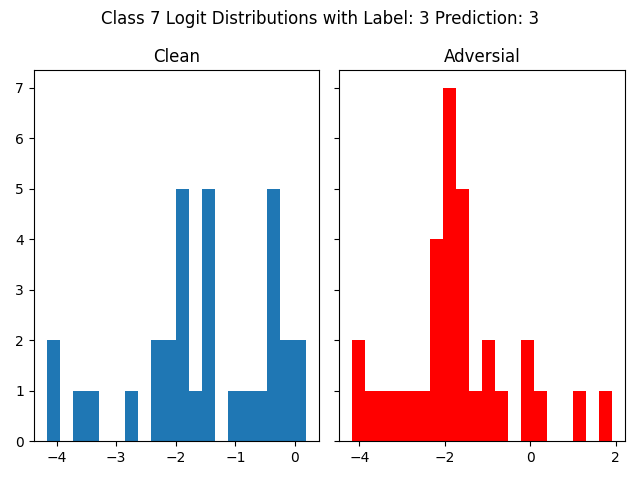 Class 7 Logit Distributions with Label: 3 Prediction: 3
Clean
Adversial
7
6
5
4
3
2
1
0
−4 −3 −2 −1 0
−4 −2 0 2